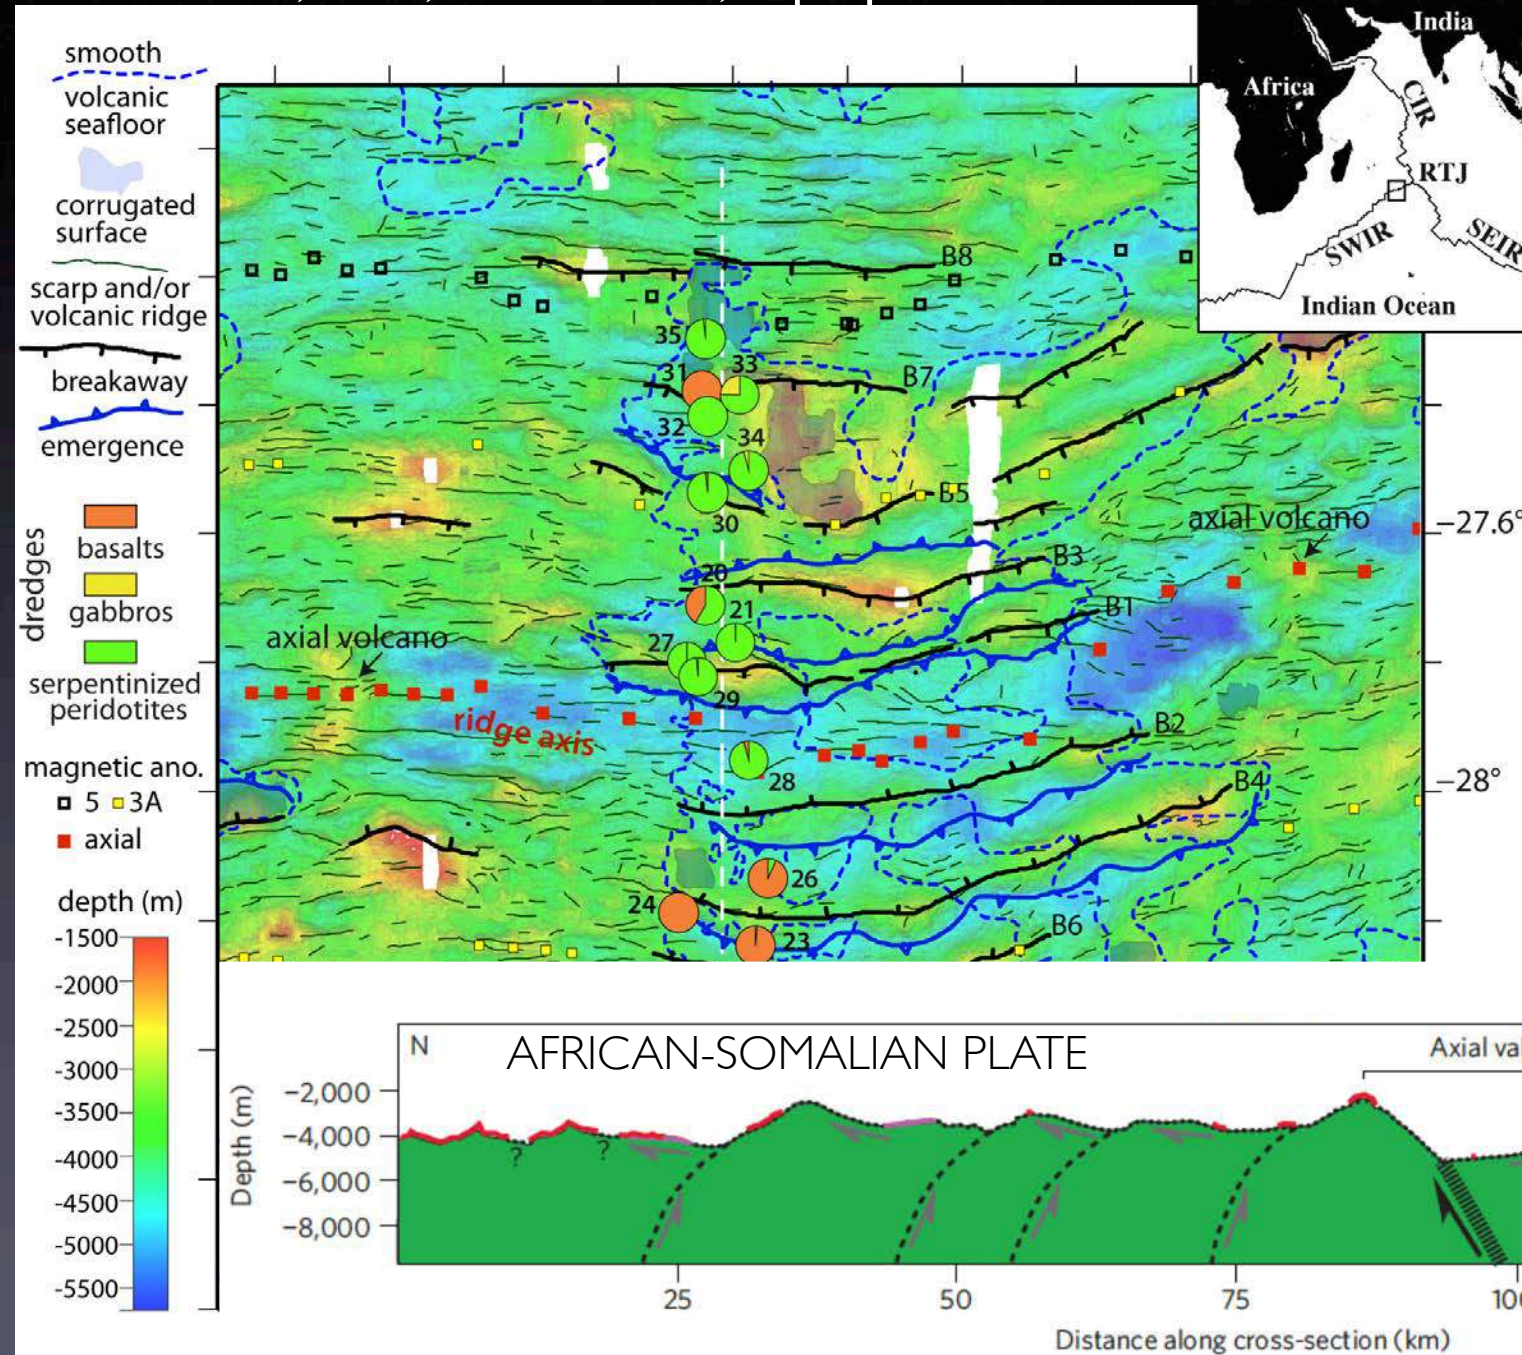 smooth
volcanic
seafloor
corrugated
surface
scarp and/or
volcanic ridge
breakaway
emergence
dredges
basalts
gabbros
serpentinized
peridotites
magnetic ano.
5 3A
axial
depth (m)
-1500
-2000
-2500
-3000
-3500
-4000
-4500
-5000
-5500
India
Africa
CIR
RTJ
SWIR
SEIR
Indian Ocean
B8
35
31
33
B7
32
34
B5
30
axial volcano
-27.6°
B3
20
21
B1
27
axial volcano
29
ridge axis
B2
28
-28°
B4
26
24
23
B6
N
AFRICAN-SOMALIAN PLATE
Depth (m)
−2,000
−4,000
−6,000
−8,000
? ?
25 50 75
Distance along cross-section (km)